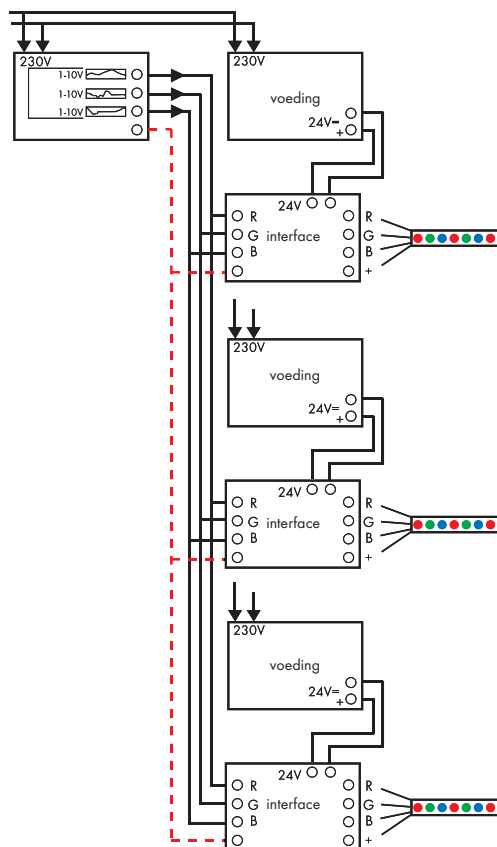 230V
1-10V
1-10V
1-10V
230V
voeding
24V=
+
24V
R R
G interface G
B B
+
230V
voeding
24V=
+
24V
R R
G interface G
B B
+
230V
voeding
24V=
+
24V
R R
G interface G
B B
+